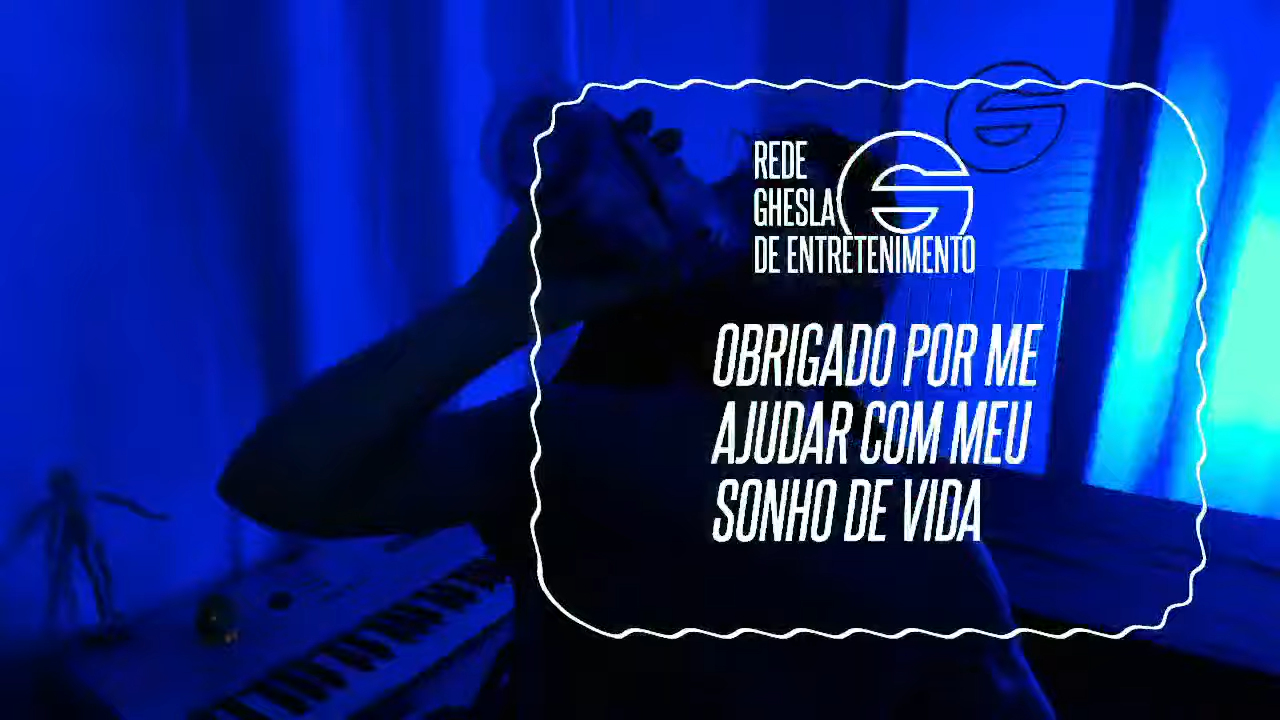 REDE
GHESLA
DE ENTRETENIMENTO
OBRIGADO POR ME
AJUDAR COM MEU
SONHO DE VIDA